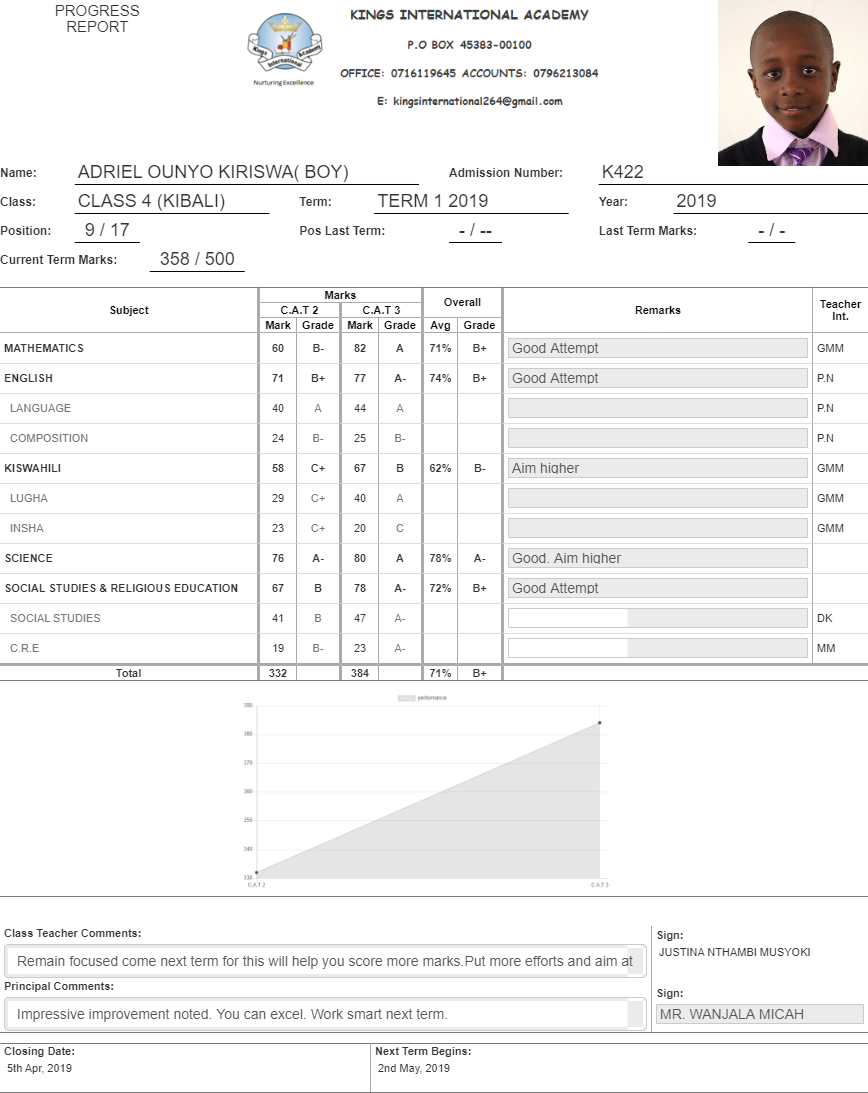 PROGRESS
REPORT
Kings Academy
International
Nurturing Excellence
KINGS INTERNATIONAL ACADEMY
P.O BOX 45383-00100
OFFICE: 0716119645 ACCOUNTS: 0796213084
E: kingsinternational264@gmail.com
Name: ADRIEL OUNYO KIRISWA( BOY) Admission Number: K422
Class: CLASS 4 (KIBALI) Term: TERM 1 2019 Year: 2019
Position: 9 / 17 Pos Last Term: - / -- Last Term Marks: - / -
Current Term Marks: 358 / 500
Subject Marks Overall Remarks Teacher Int.
C.A.T 2 C.A.T 3
Mark Grade Mark Grade Avg Grade
MATHEMATICS 60 B- 82 A 71% B+ Good Attempt GMM
ENGLISH 71 B+ 77 A- 74% B+ Good Attempt P.N
LANGUAGE 40 A 44 A P.N
COMPOSITION 24 B- 25 B- P.N
KISWAHILI 58 C+ 67 B 62% B- Aim higher GMM
LUGHA 29 C+ 40 A GMM
INSHA 23 C+ 20 C GMM
SCIENCE 76 A- 80 A 78% A- Good. Aim higher
SOCIAL STUDIES & RELIGIOUS EDUCATION 67 B 78 A- 72% B+ Good Attempt
SOCIAL STUDIES 41 B 47 A- DK
C.R.E 19 B- 23 A- MM
Total 332 384 71% B+
performance
390
380
370
360
350
340
330
CAT2 CAT3
Class Teacher Comments: Sign:
Remain focused come next term for this will help you score more marks.Put more efforts and aim at JUSTINA NTHAMBI MUSYOKI
Principal Comments: Sign:
Impressive improvement noted. You can excel. Work smart next term. MR. WANJALA MICAH
Closing Date: Next Term Begins:
5th Apr, 2019 2nd May, 2019